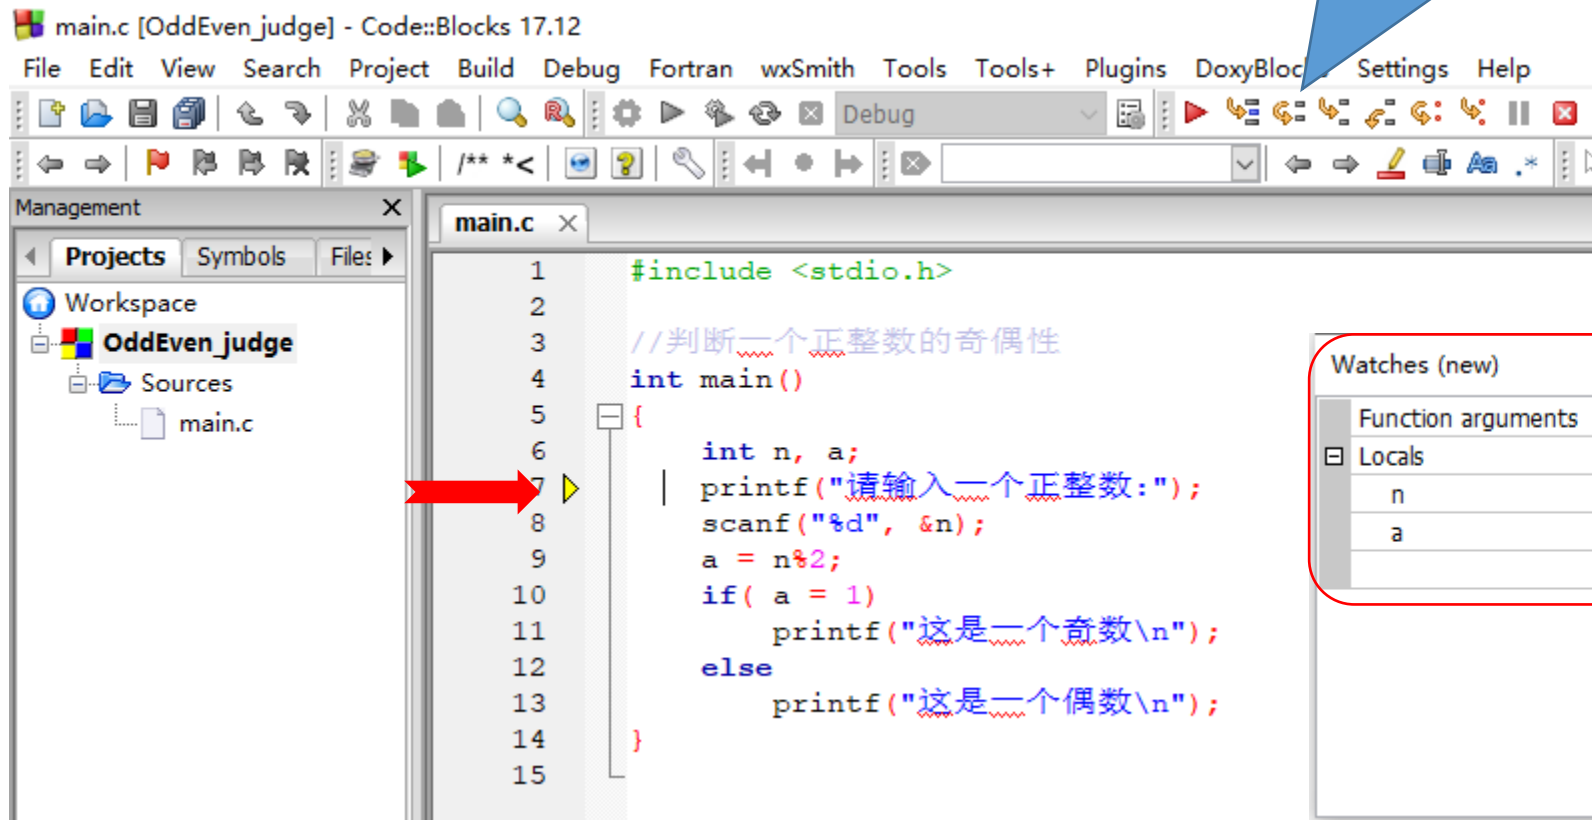 main.c [OddEven_judge] - Code::Blocks 17.12
File Edit View Search Project Build Debug Fortran wxSmith Tools Tools+ Plugins Settings Help
Debug
/** *<
Management
main.c
Projects Symbols
Workspace
OddEven_judge
Sources
main.c
1 #include <stdio.h>
2
3 //判断一个正整数的奇偶性
4 int main()
5 {
6 int n, a;
7 printf("请输入一个正整数:");
8 scanf("%d", &n);
9 a = n%2;
10 if( a = 1)
11 printf("这是一个奇数\n");
12 else
13 printf("这是一个偶数\n");
14 }
15
Watches (new)
Function arguments
Locals
n
a